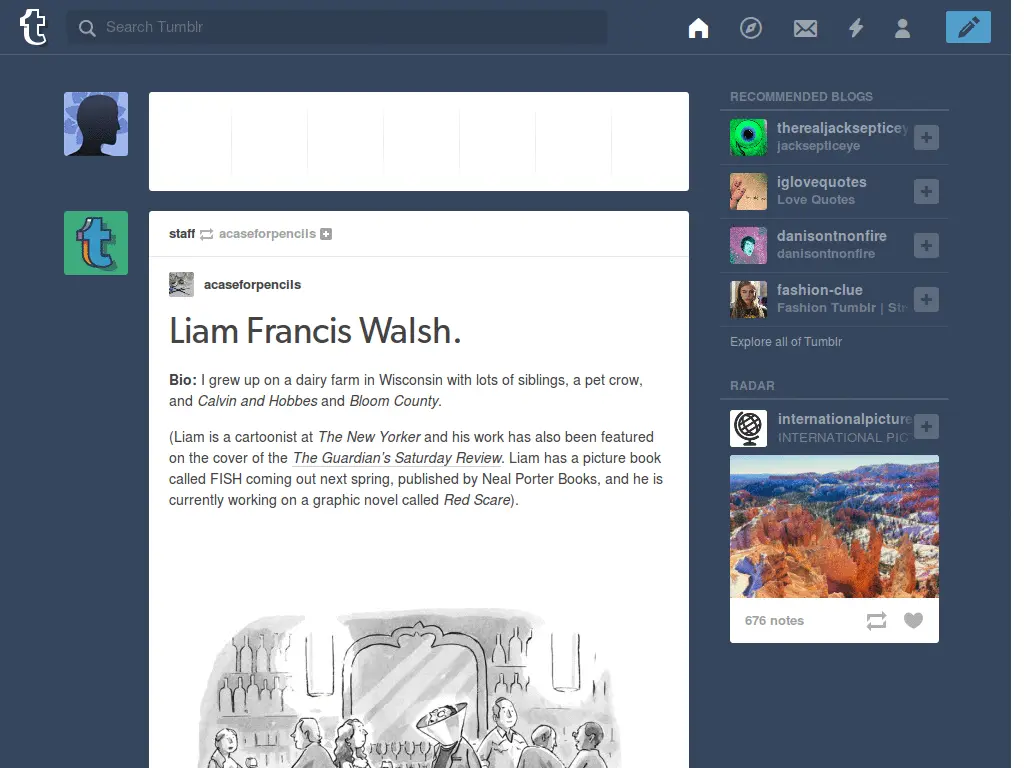 Search Tumblr
staff acaseforpencils
acaseforpencils
Liam Francis Walsh.
Bio: I grew up on a dairy farm in Wisconsin with lots of siblings, a pet crow,
and Calvin and Hobbes and Bloom County.
(Liam is a cartoonist at The New Yorker and his work has also been featured
on the cover of the The Guardian’s Saturday Review. Liam has a picture book
called FISH coming out next spring, published by Neal Porter Books, and he is
currently working on a graphic novel called Red Scare).
RECOMMENDED BLOGS
therealjacksepticey
jacksepticeye
iglovequotes
Love Quotes
danisontnonfire
danisontnonfire
fashion-clue
Fashion Tumblr | Str
Explore all of Tumblr
RADAR
internationalpicture
INTERNATIONAL PIC
676 notes